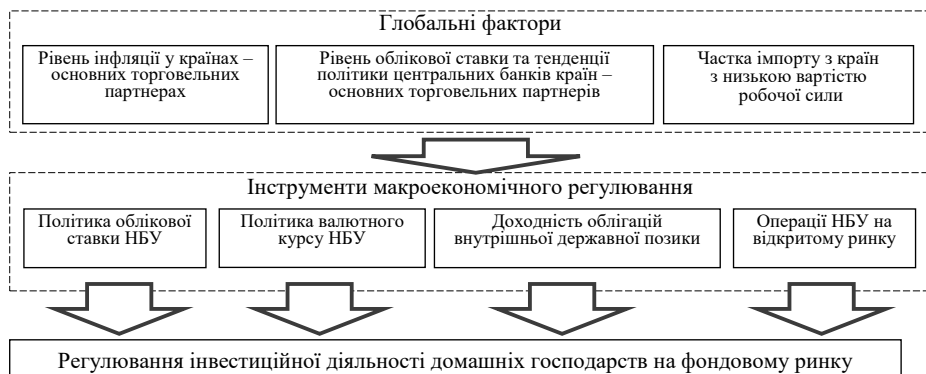 Глобальні фактори
Рівень інфляції у країнах –
основних торговельних
партнерах
Рівень облікової ставки та тенденції
політики центральних банків країн –
основних торговельних партнерів
Частка імпорту з країн
з низькою вартістю
робочої сили
Інструменти макроекономічного регулювання
Політика облікової
ставки НБУ
Політика валютного
курсу НБУ
Доходність облігацій
внутрішньої державної позики
Операції НБУ на
відкритого ринку
Регулювання інвестиційної діяльності домашніх господарств на фондовому ринку